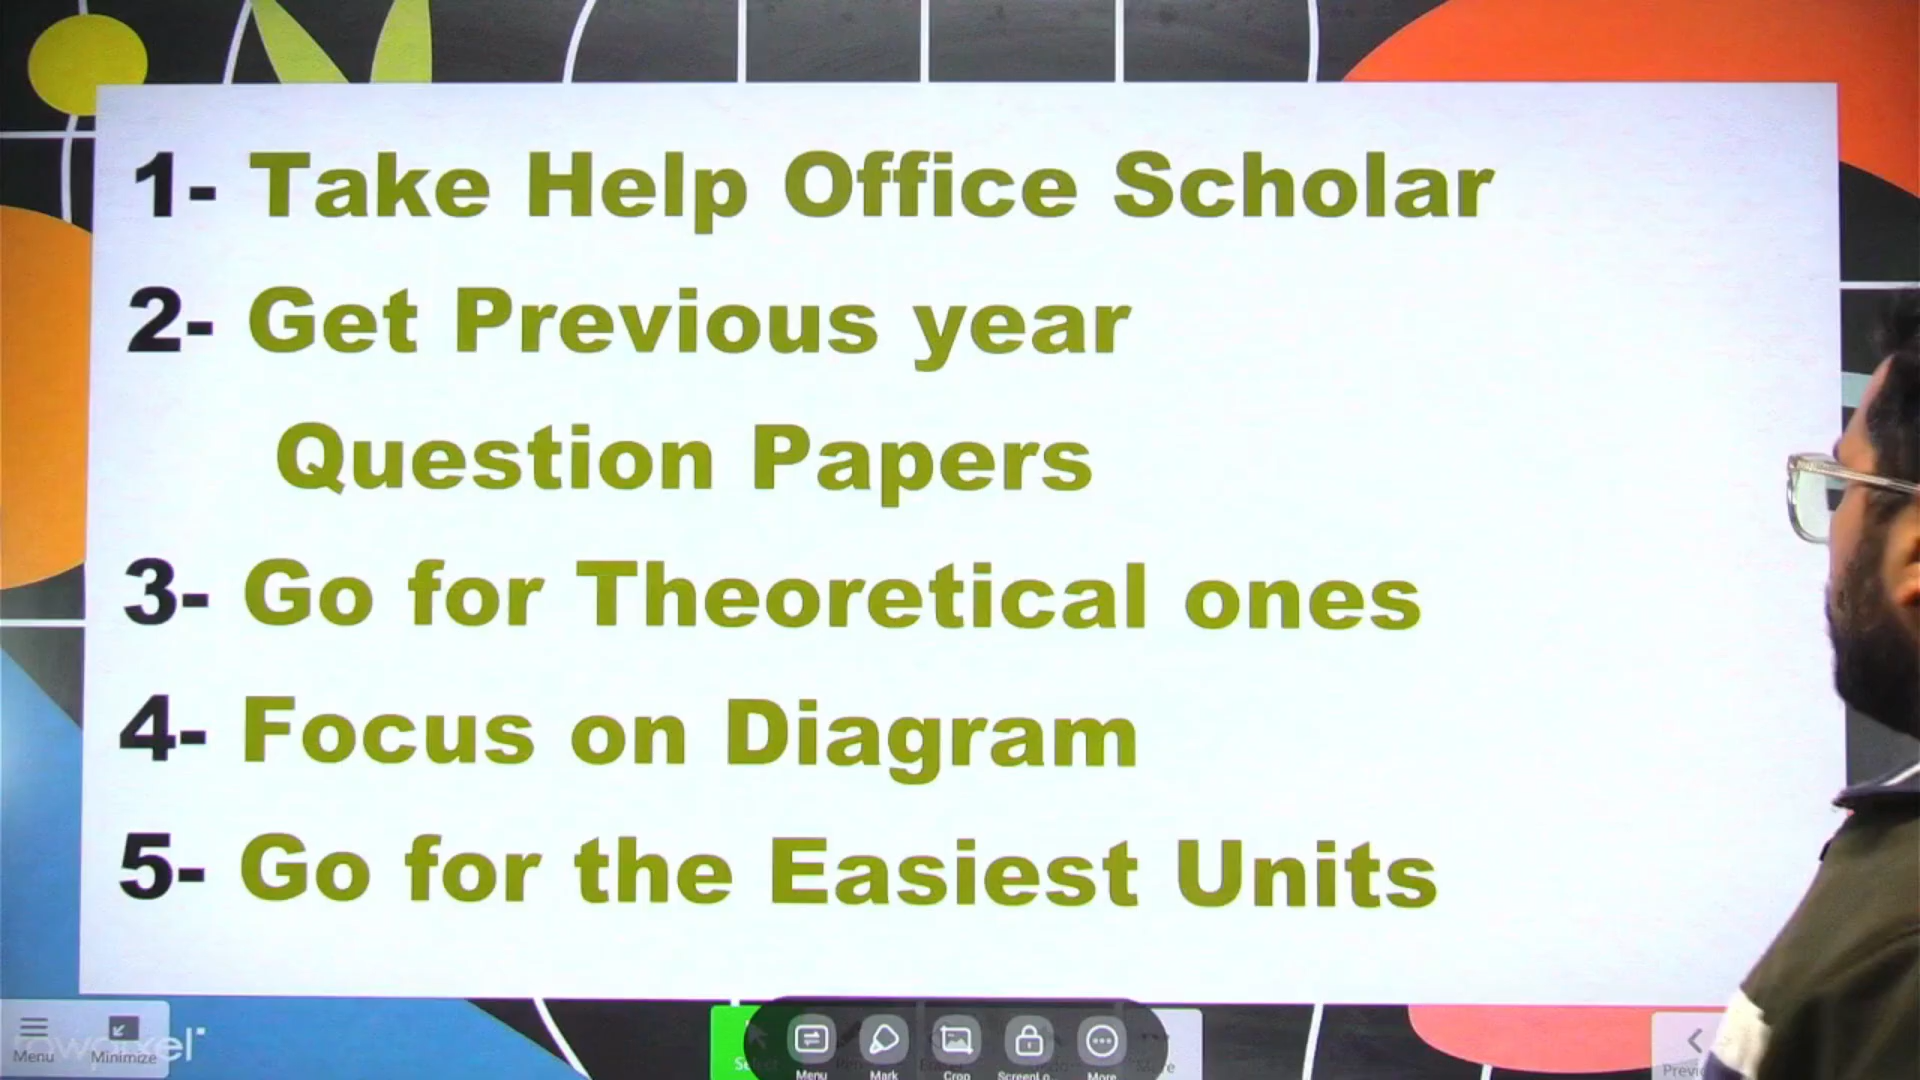 1- Take Help Office Scholar
2- Get Previous year
Question Papers
3- Go for Theoretical ones
4- Focus on Diagram
5- Go for the Easiest Units
Menu
Minimize
Menu
Mark
Crop
More